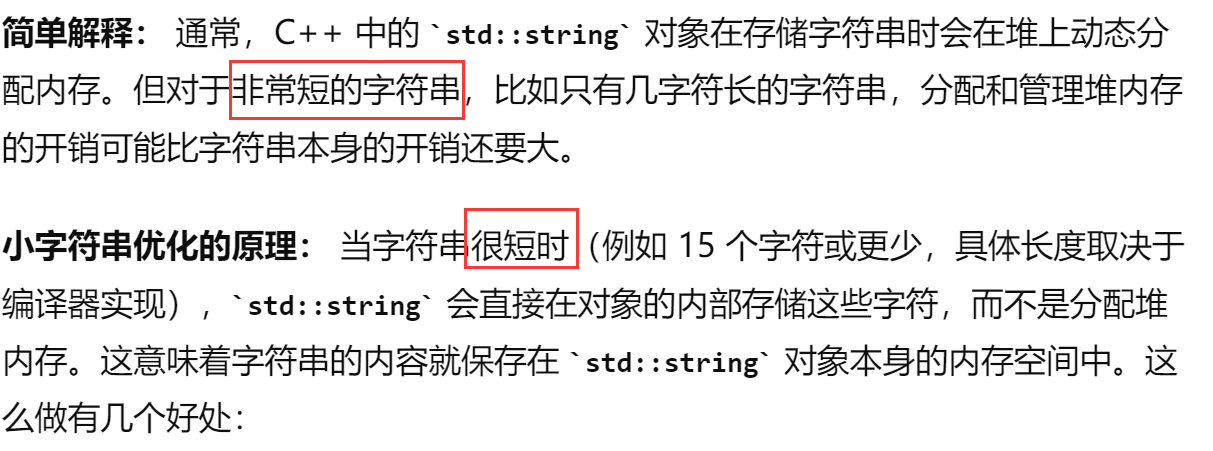 简单解释： 通常，C++ 中的 `std::string` 对象在存储字符串时会在堆上动态分
配内存。但对于非常短的字符串，比如只有几字符长的字符串，分配和管理堆内存
的开销可能比字符串本身的开销还要大。
小字符串优化的原理： 当字符串很短时（例如 15 个字符或更少，具体长度取决于
编译器实现），`std::string` 会直接在对象的内部存储这些字符，而不是分配堆
内存。这意味着字符串的内容就保存在 `std::string` 对象本身的内存空间中。这
么做有几个好处：